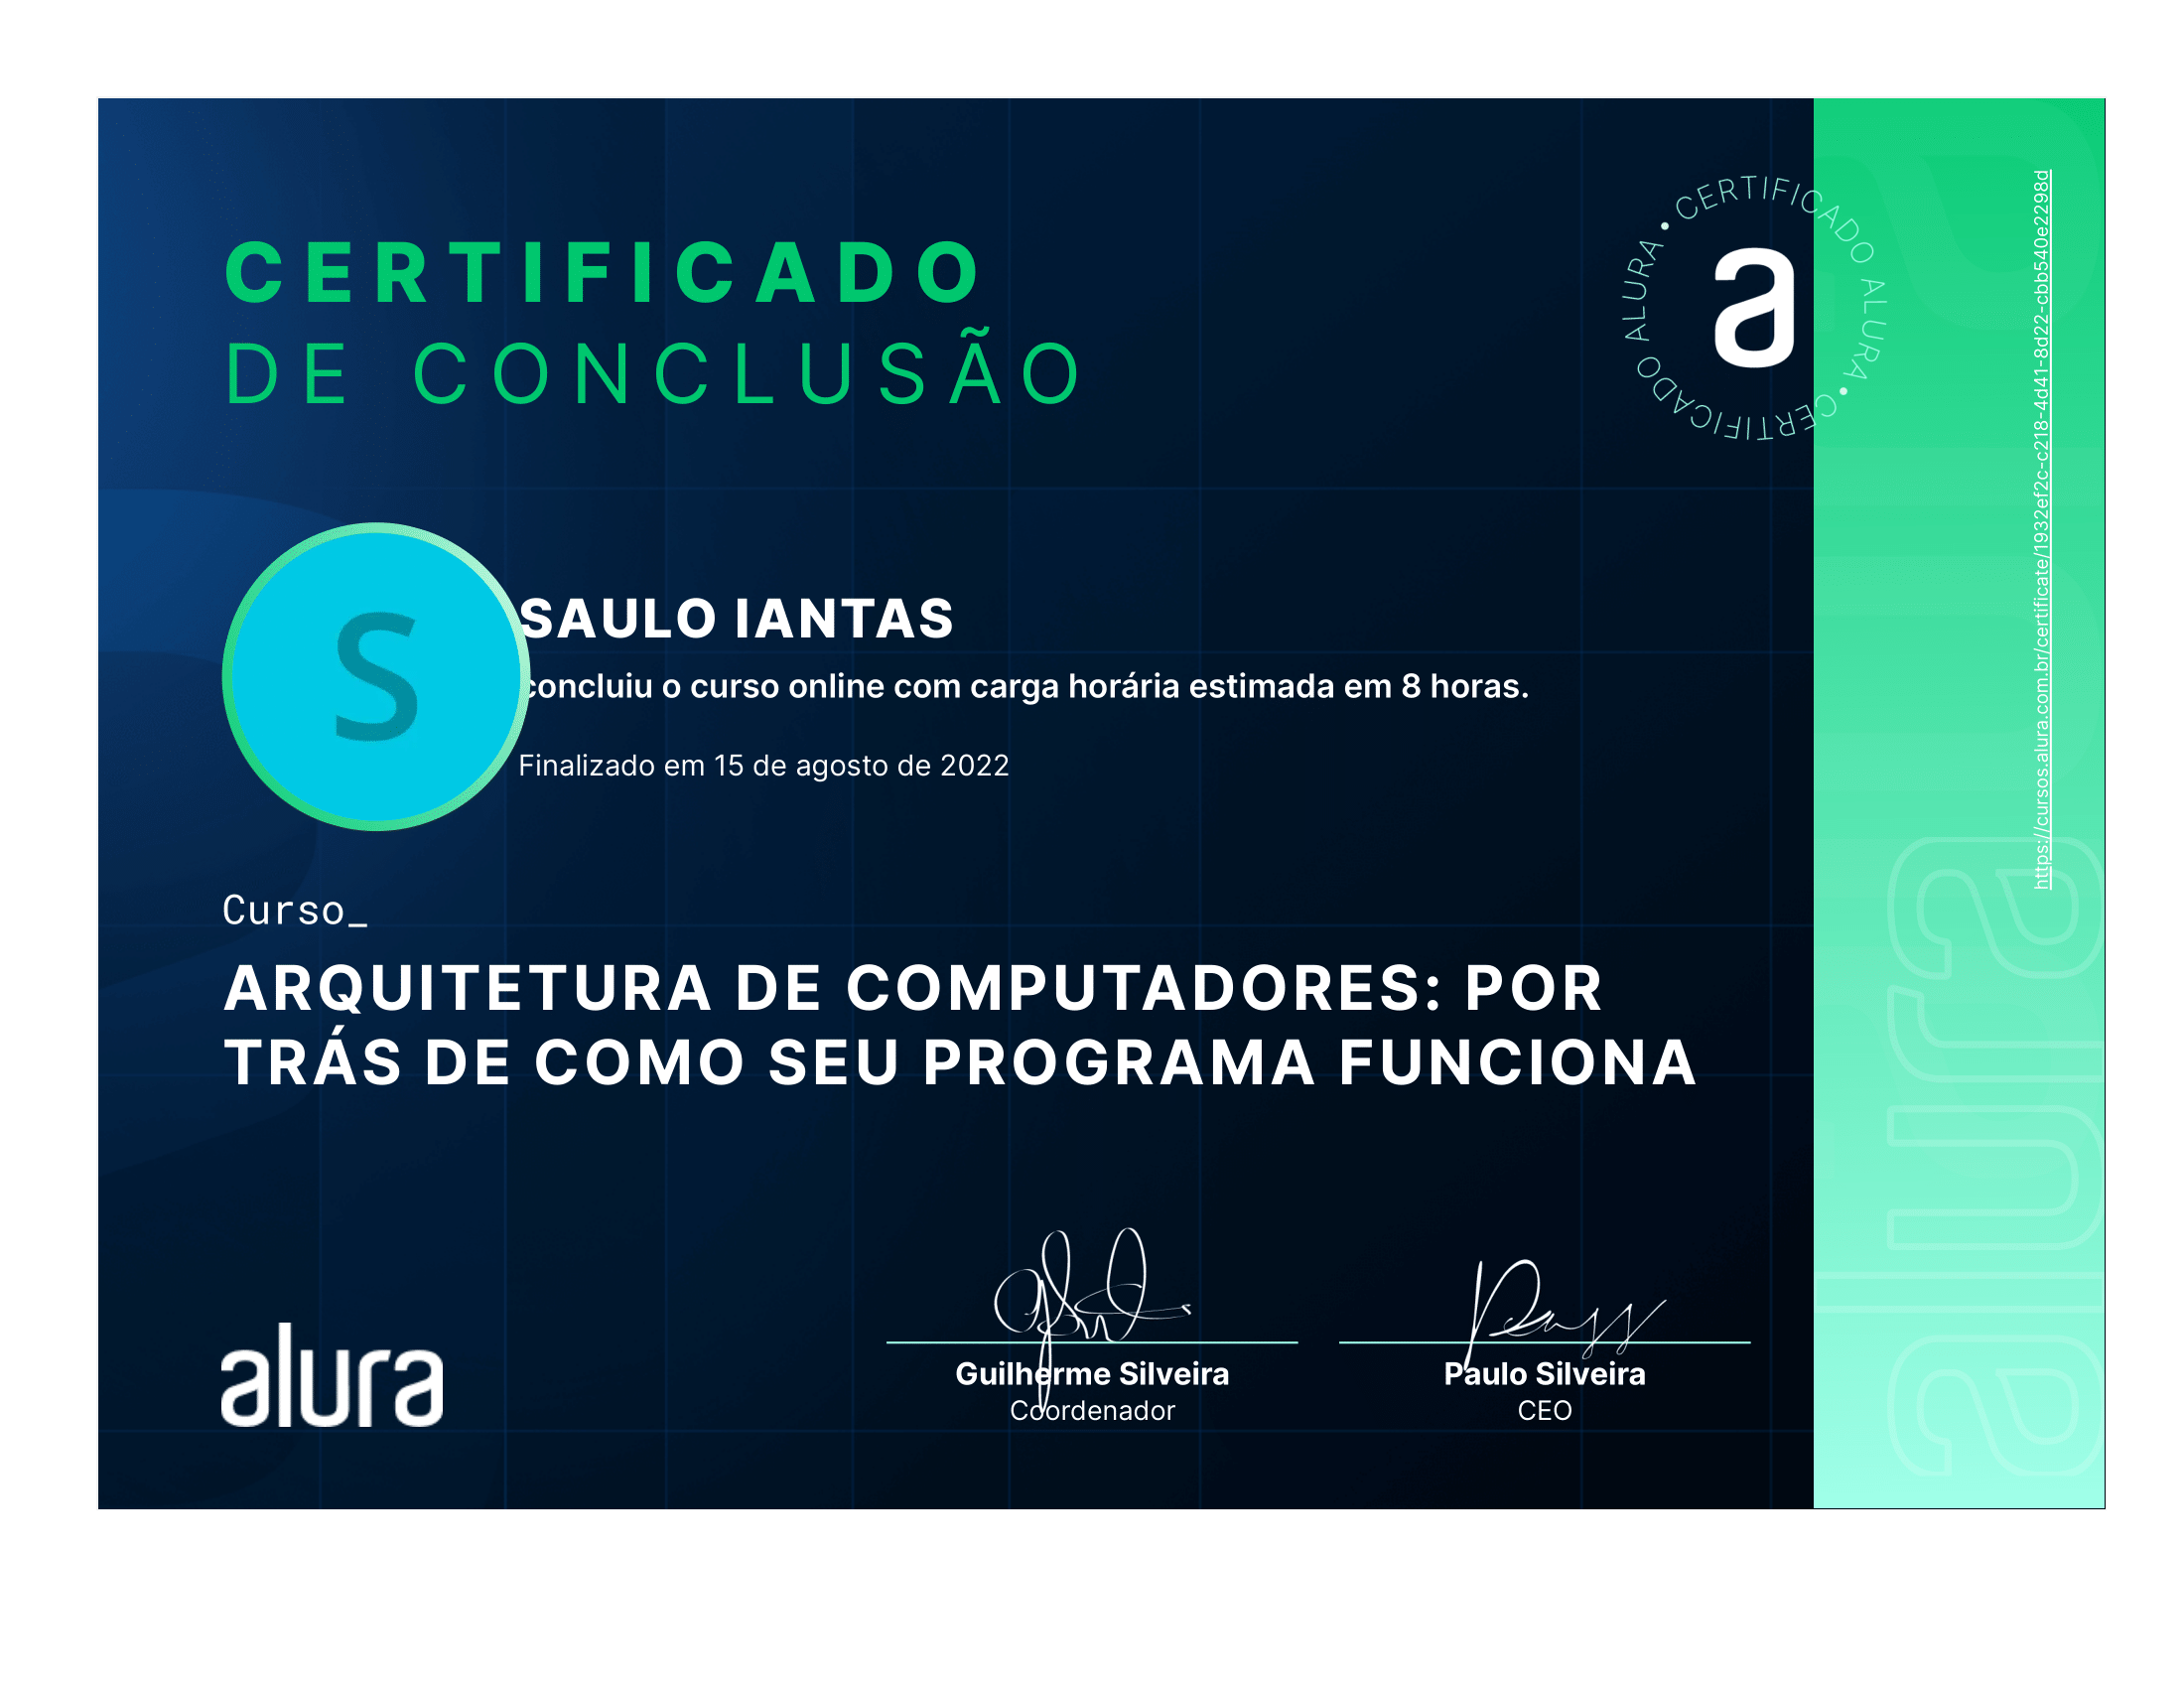 CERTIFICADO
DE CONCLUSÃO
CERTIFICADO ALURA • CERTIFICADO ALURA •
a
https://cursos.alura.com.br/certificate/1932ef2c-c218-4d41-8d22-cbb540e2298d
S
SAULO IANTAS
concluiu o curso online com carga horária estimada em 8 horas.
Finalizado em 15 de agosto de 2022
Curso_
ARQUITETURA DE COMPUTADORES: POR
TRÁS DE COMO SEU PROGRAMA FUNCIONA
alura
alura
Guilherme Silveira
Coordenador
Paulo Silveira
CEO